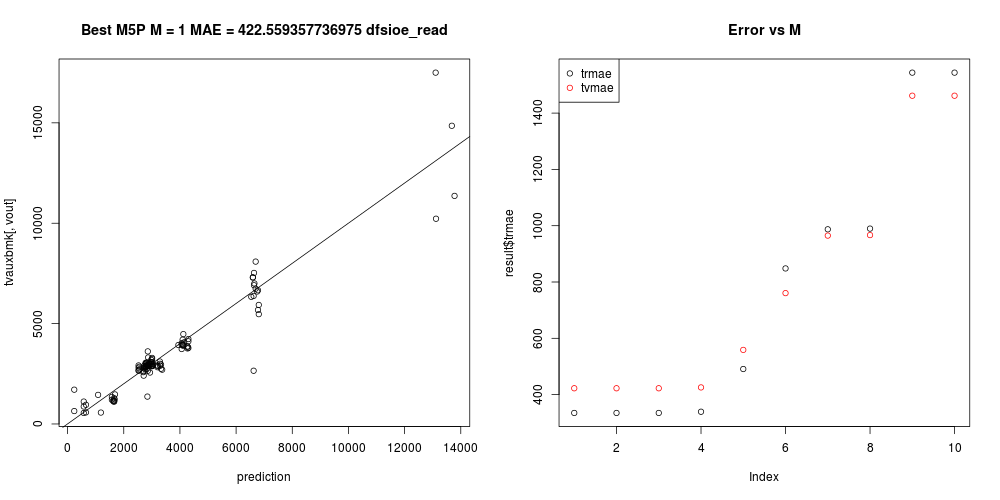 Best M5P M = 1 MAE = 422.559357736975 dfsioe_read
tvauxbmk[, vout]
15000
10000
5000
0
0 2000 4000 6000 8000 10000 12000 14000
prediction
Error vs M
trmae
tvmae
result$trmae
1400
1200
1000
800
600
400
2 4 6 8 10
Index